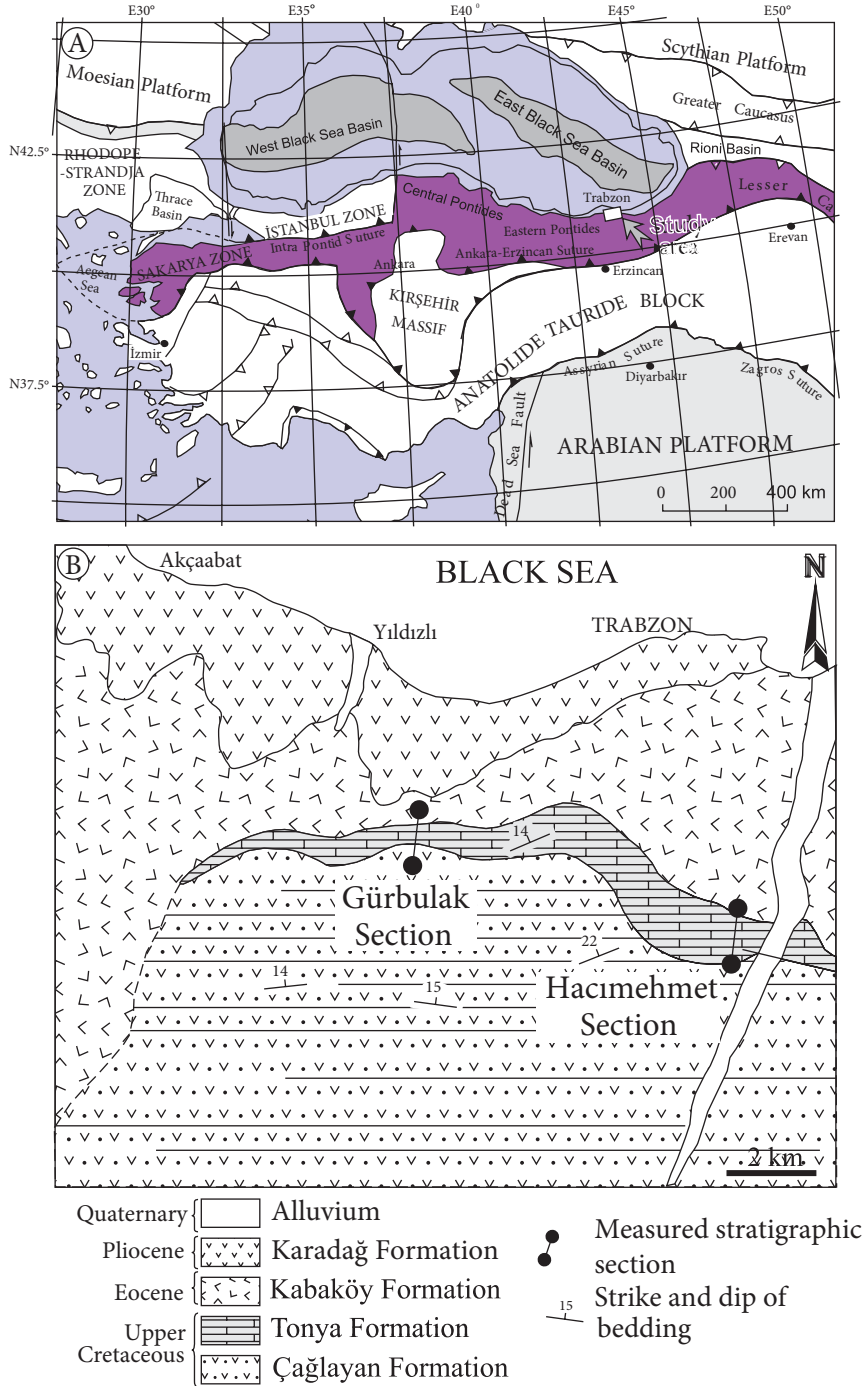 E30°
E35°
E40°
E45°
E50°
A
Moesian Platform
Scythian Platform
Greater Caucasus
West Black Sea Basin
East Black Sea Basin
N42.5°
Rioni Basin
RHODOPE
-STRANDJA
ZONE
Thrace
Basin
Central Pontides
Trabzon
Lesser
Ca
İSTANBUL ZONE
Eastern Pontides
Study
area
Intra Pontid Suture
SAKARYA ZONE
Ankara-Erzincan Suture
Erevan
Ankara
Aegean
Sea
Erzincan
KIRŞEHİR
MASSIF
ANATOLIDE TAURIDE BLOCK
İzmir
N37.5°
Assyrian Suture
Diyarbakır
Zagros Suture
Dead Sea Fault
ARABIAN PLATFORM
0 200 400 km
B
Akçaabat
BLACK SEA
N
Yıldızlı
TRABZON
14
Gürbulak
Section
22
14
15
Hacımehmet
Section
2 km
Quaternary
Alluvium
Pliocene
Karadağ Formation
Eocene
Kabaköy Formation
Upper
Cretaceous
Tonya Formation
Çağlayan Formation
Measured stratigraphic
section
15
Strike and dip of
bedding